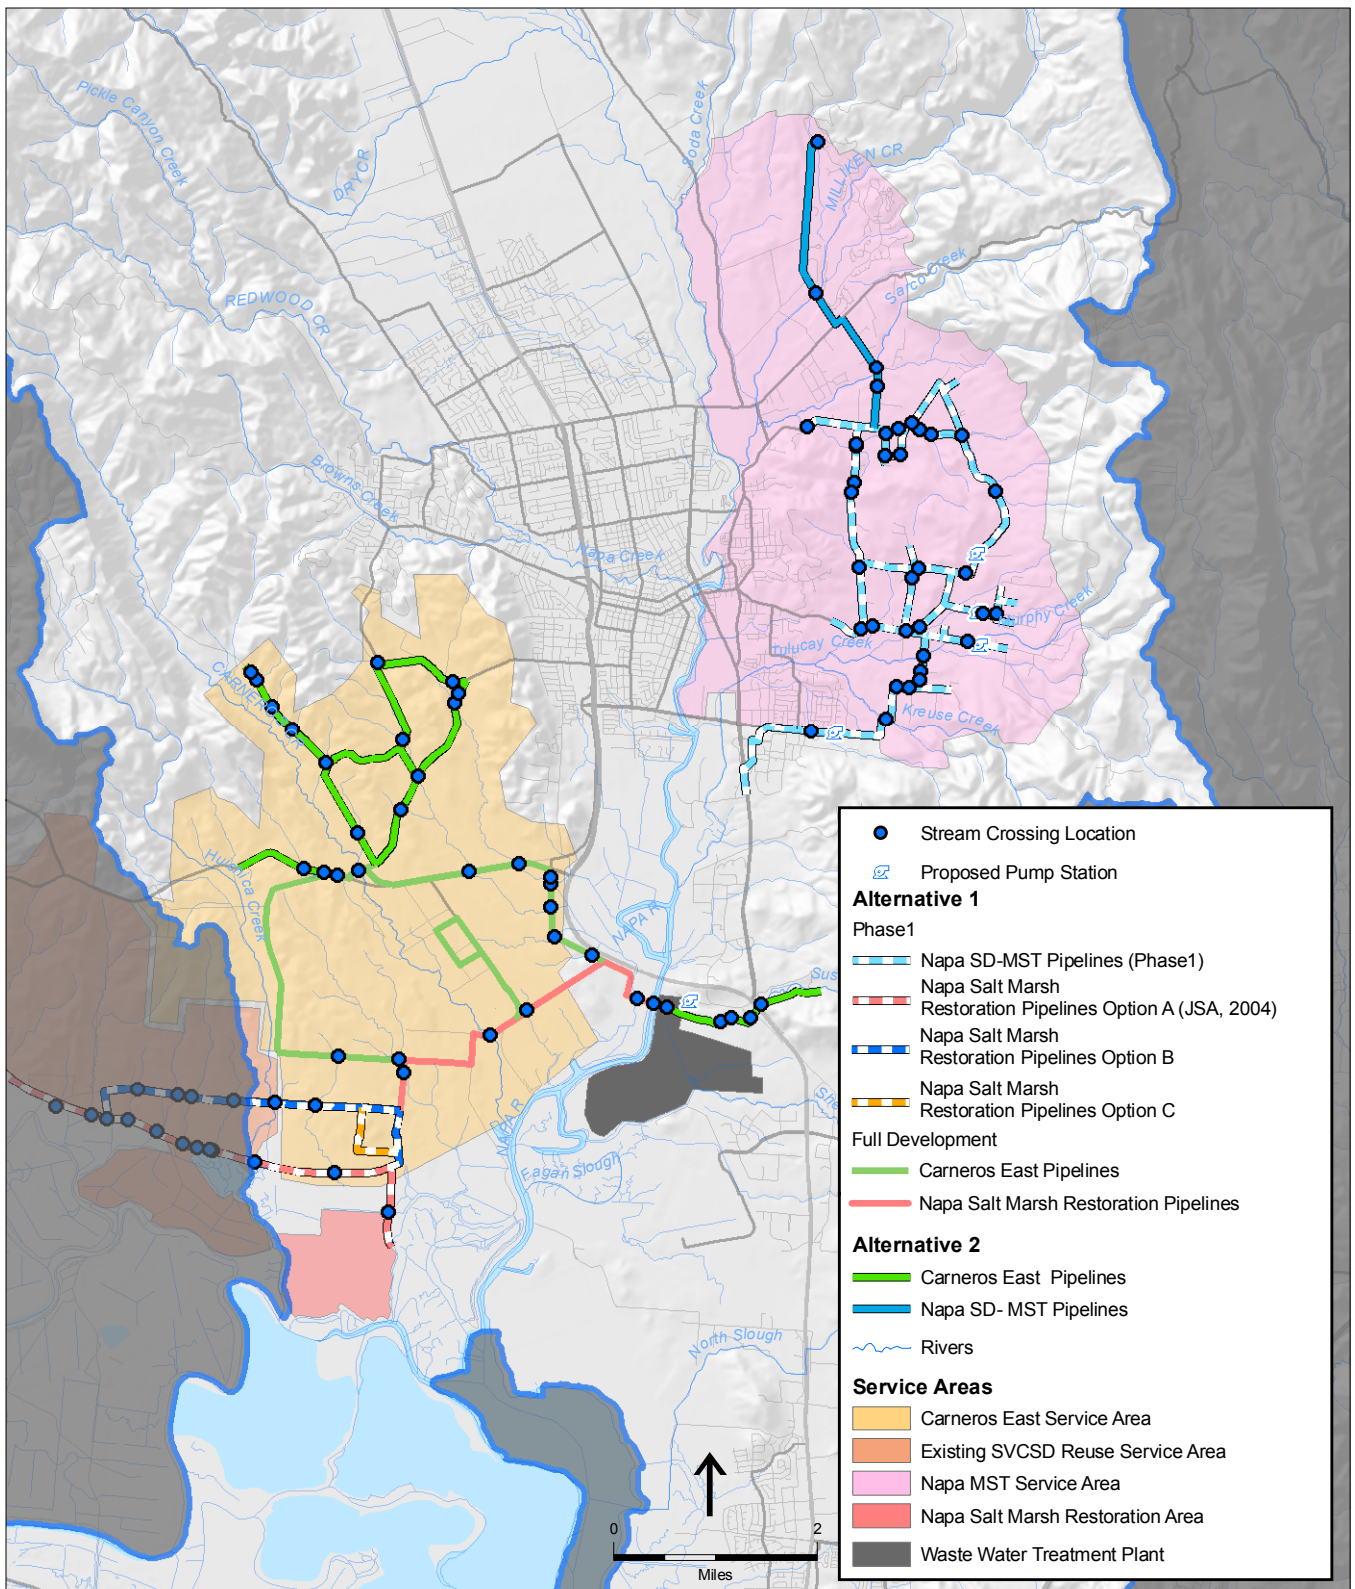 Pickle Canyon Creek
DRY CR
Soda Creek
MILLIKEN CR
REDWOOD CR
Sarco Creek
Browns Creek
Napa Creek
Murphy Creek
Tulucay Creek
CARNEROS CR
Kreuse Creek
Huichica Creek
NAPA R
Sus
NAPA R
She
Fagan Slough
North Slough
0 2
Miles
Stream Crossing Location
Proposed Pump Station
Alternative 1
Phase1
Napa SD-MST Pipelines (Phase1)
Napa Salt Marsh
Restoration Pipelines Option A (JSA, 2004)
Napa Salt Marsh
Restoration Pipelines Option B
Napa Salt Marsh
Restoration Pipelines Option C
Full Development
Carneros East Pipelines
Napa Salt Marsh Restoration Pipelines
Alternative 2
Carneros East Pipelines
Napa SD- MST Pipelines
Rivers
Service Areas
Carneros East Service Area
Existing SVCSD Reuse Service Area
Napa MST Service Area
Napa Salt Marsh Restoration Area
Waste Water Treatment Plant